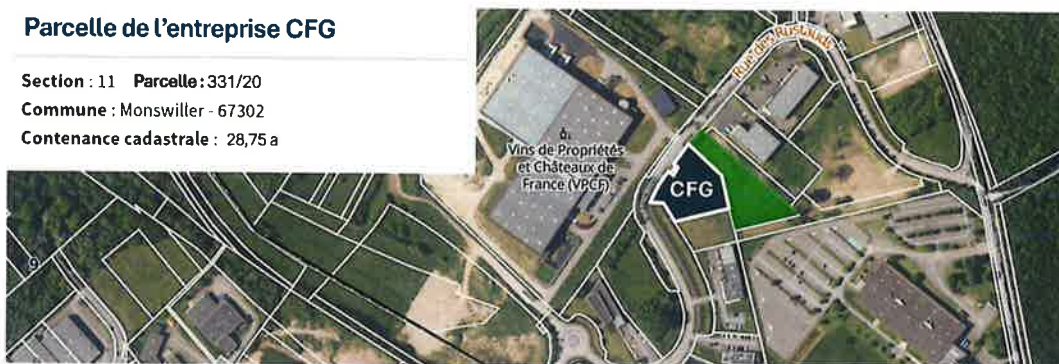 Parcelle de l'entreprise CFG
Section : 11 Parcelle : 331/20
Commune : Monswiller - 67302
Contenance cadastrale : 28,75 a
Rue des Rustauds
Vins de Propriétés
et Châteaux de
France (VPCF)
CFG
9